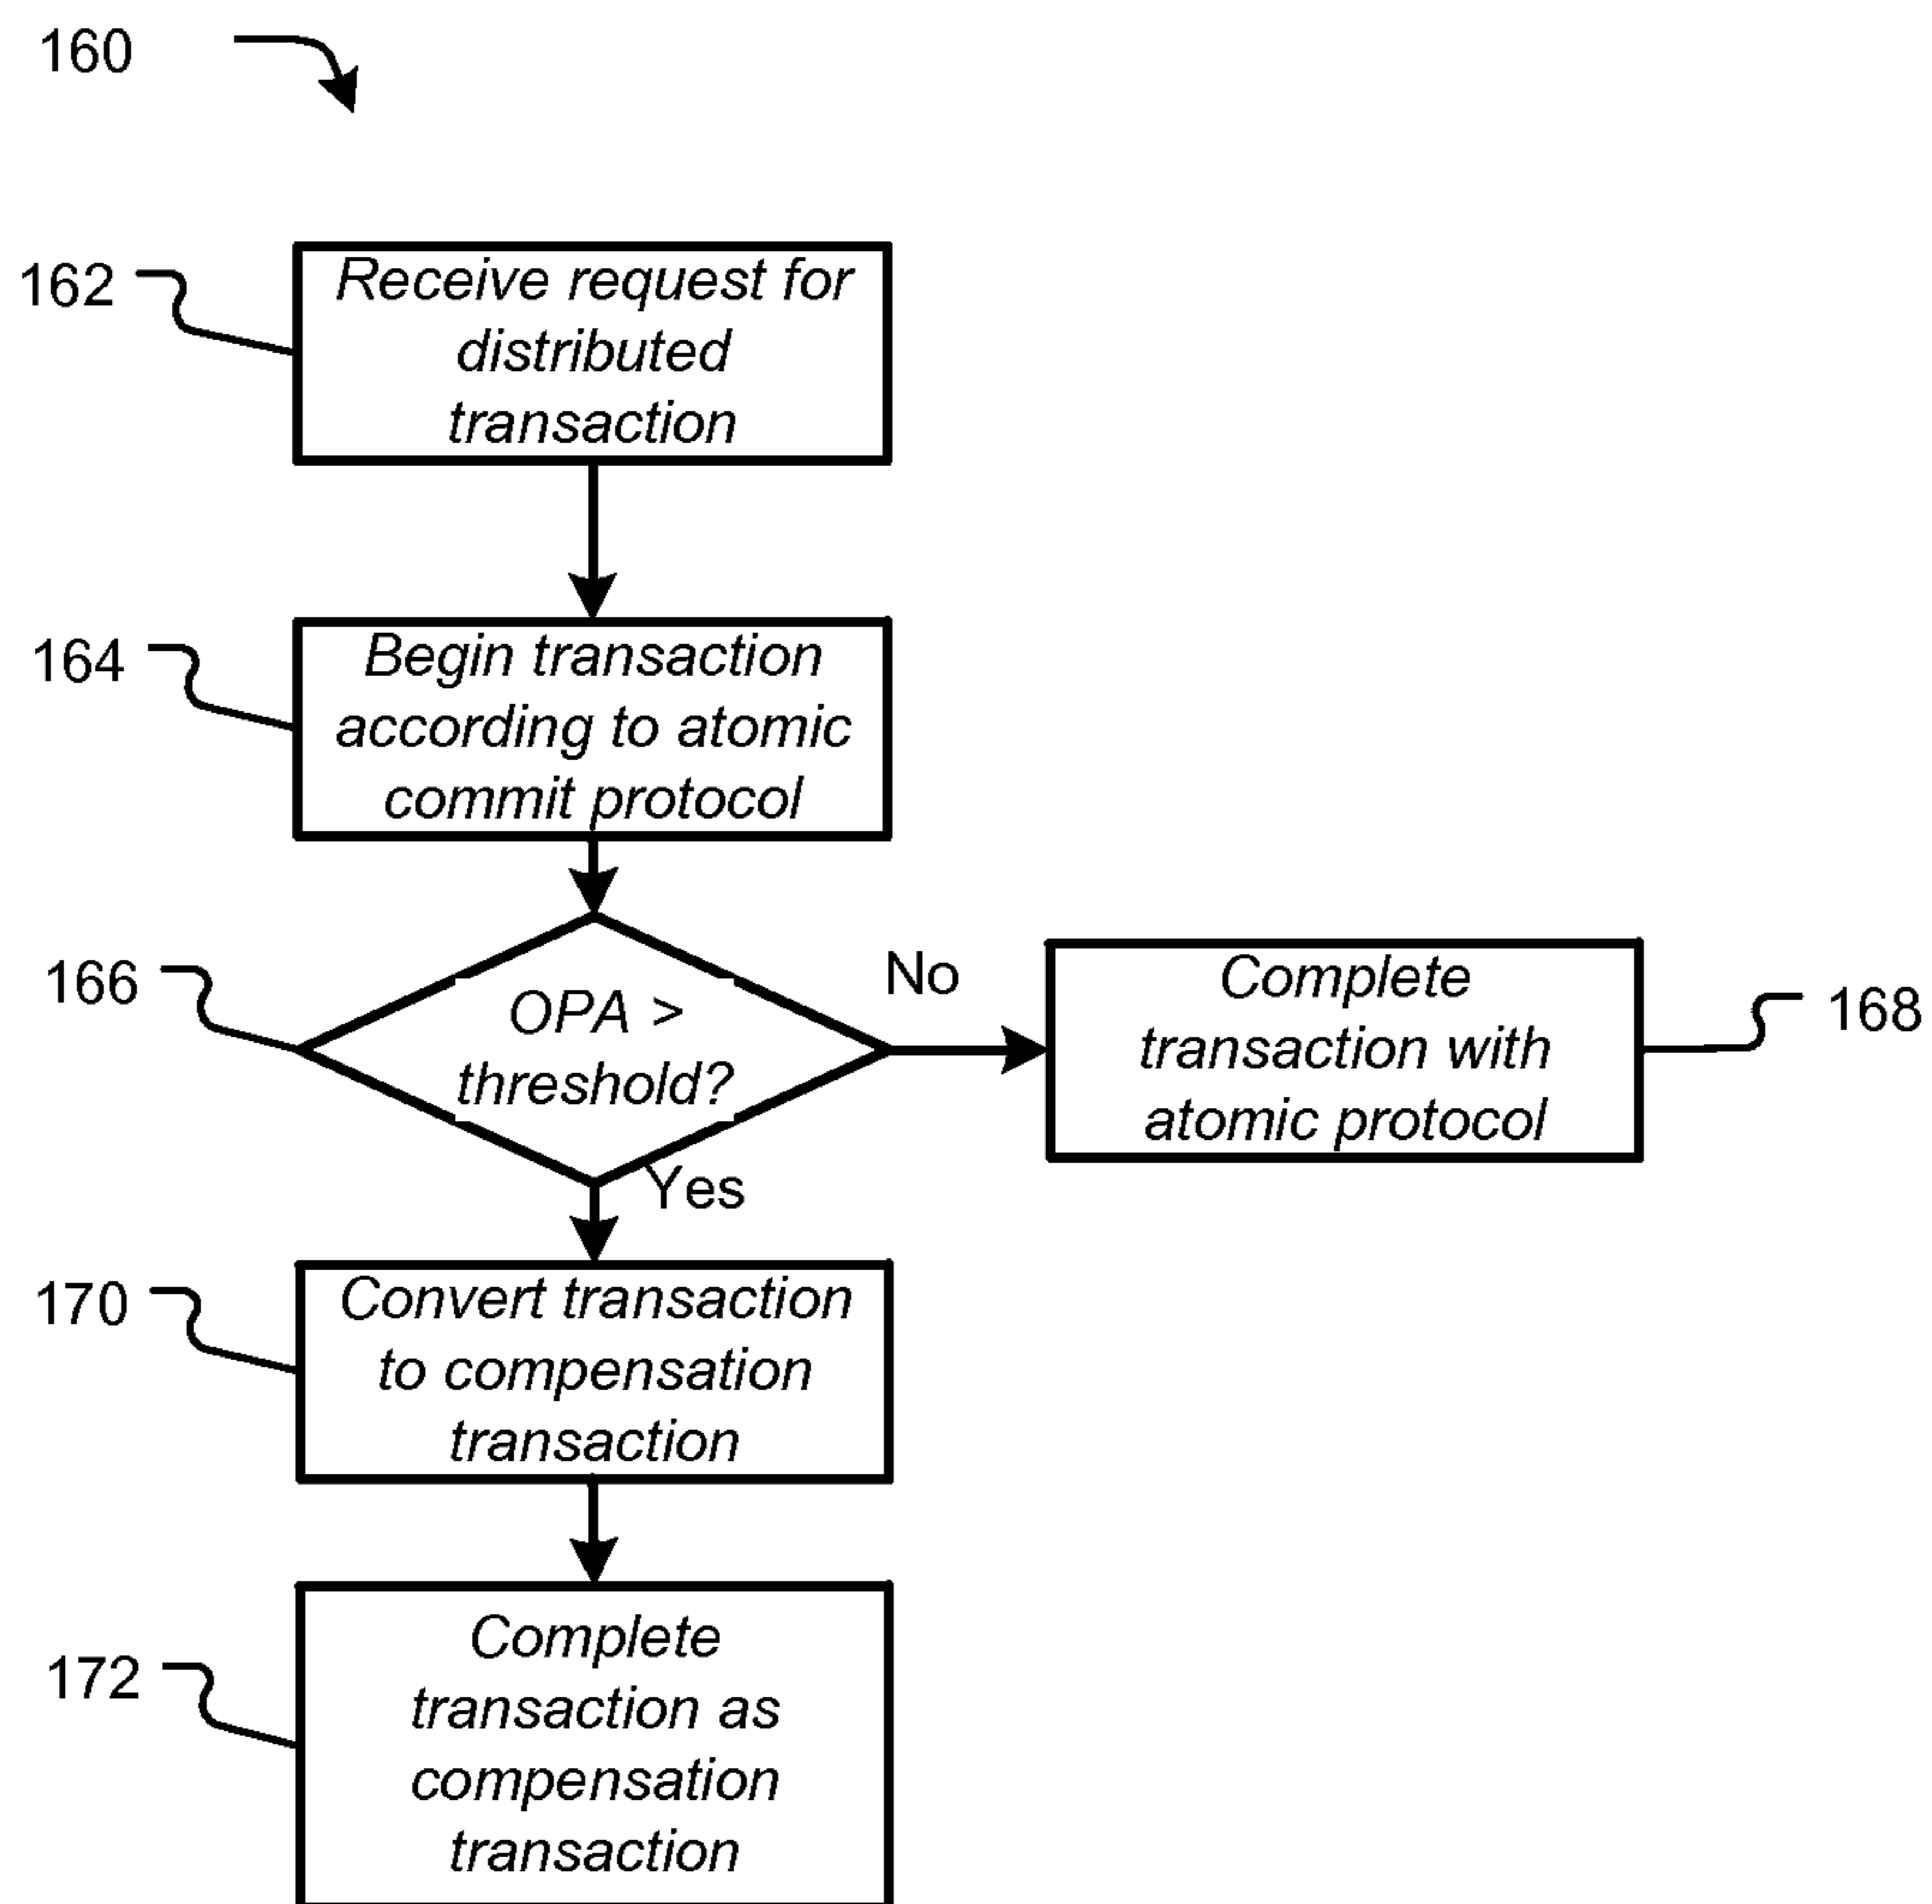 160
162
Receive request for
distributed
transaction
164
Begin transaction
according to atomic
commit protocol
166
OPA >
threshold?
No
Complete
transaction with
atomic protocol
168
Yes
170
Convert transaction
to compensation
transaction
172
Complete
transaction as
compensation
transaction